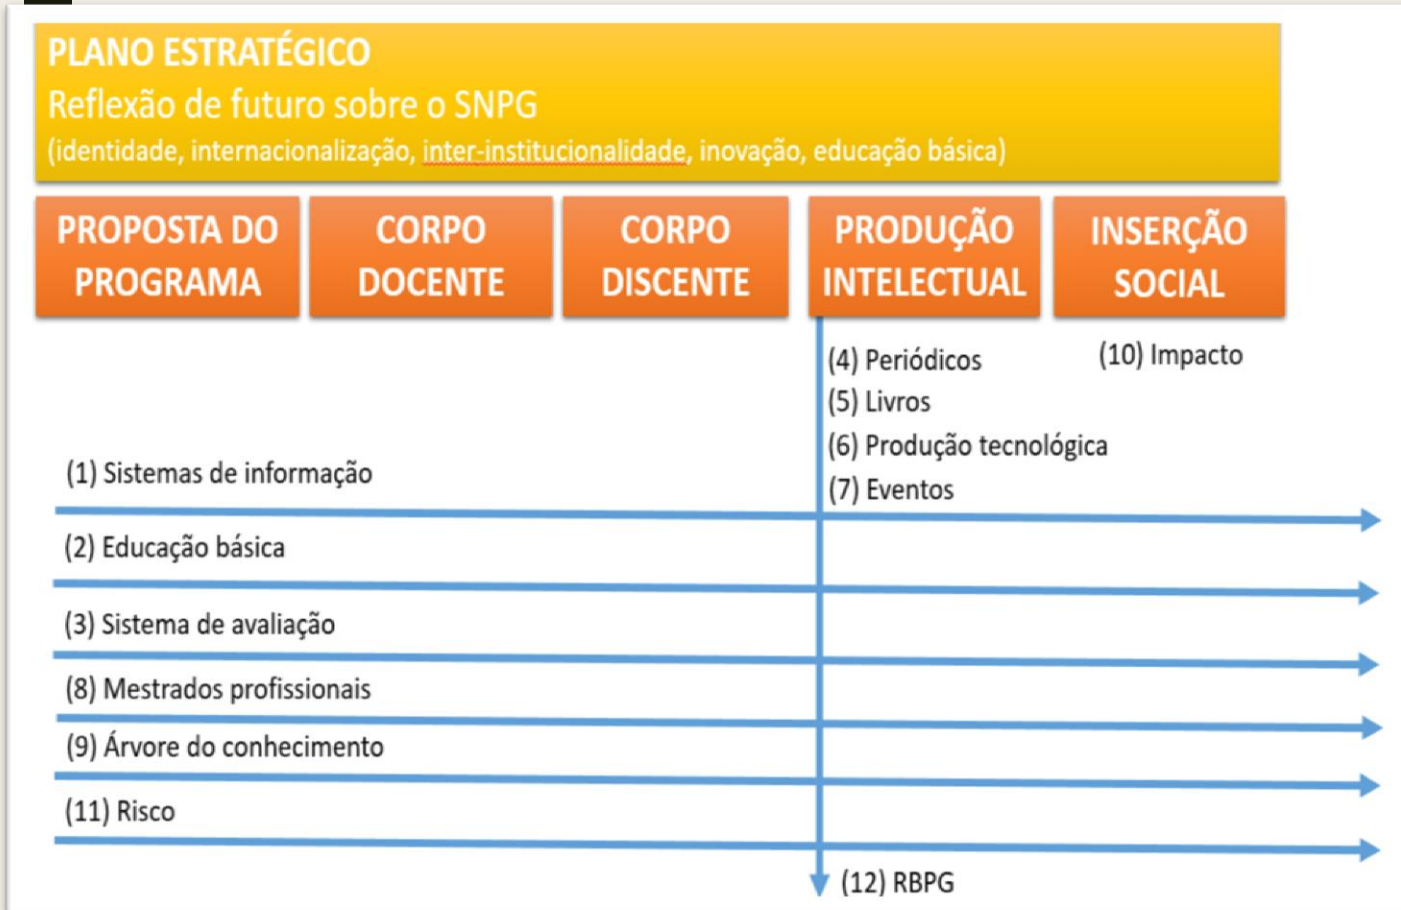 PLANO ESTRATÉGICO
Reflexão de futuro sobre o SNPG
(identidade, internacionalização, inter-institucionalidade, inovação, educação básica)
PROPOSTA DO
PROGRAMA
CORPO
DOCENTE
CORPO
DISCENTE
PRODUÇÃO
INTELECTUAL
INSERÇÃO
SOCIAL
(4) Periódicos
(10) Impacto
(5) Livros
(6) Produção tecnológica
(1) Sistemas de informação
(7) Eventos
(2) Educação básica
(3) Sistema de avaliação
(8) Mestrados profissionais
(9) Árvore do conhecimento
(11) Risco
(12) RBPG